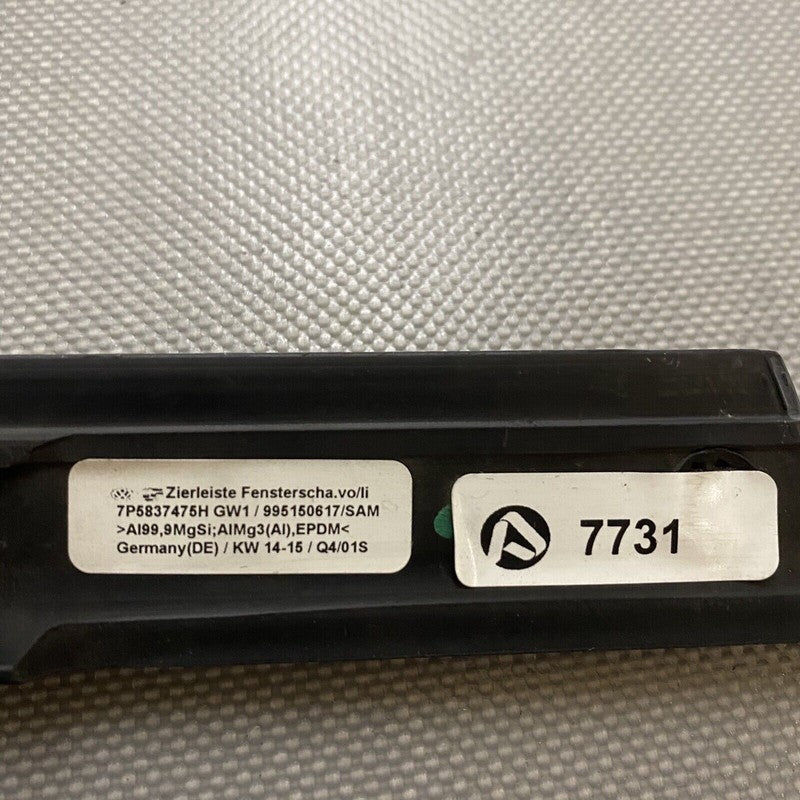 Zierleiste Fensterscha.vo/li
7P5837475H GW1 / 995150617/SAM
>Al99,9MgSi;AlMg3(Al),EPDM<
Germany(DE) / KW 14-15 / Q4/01S
7731